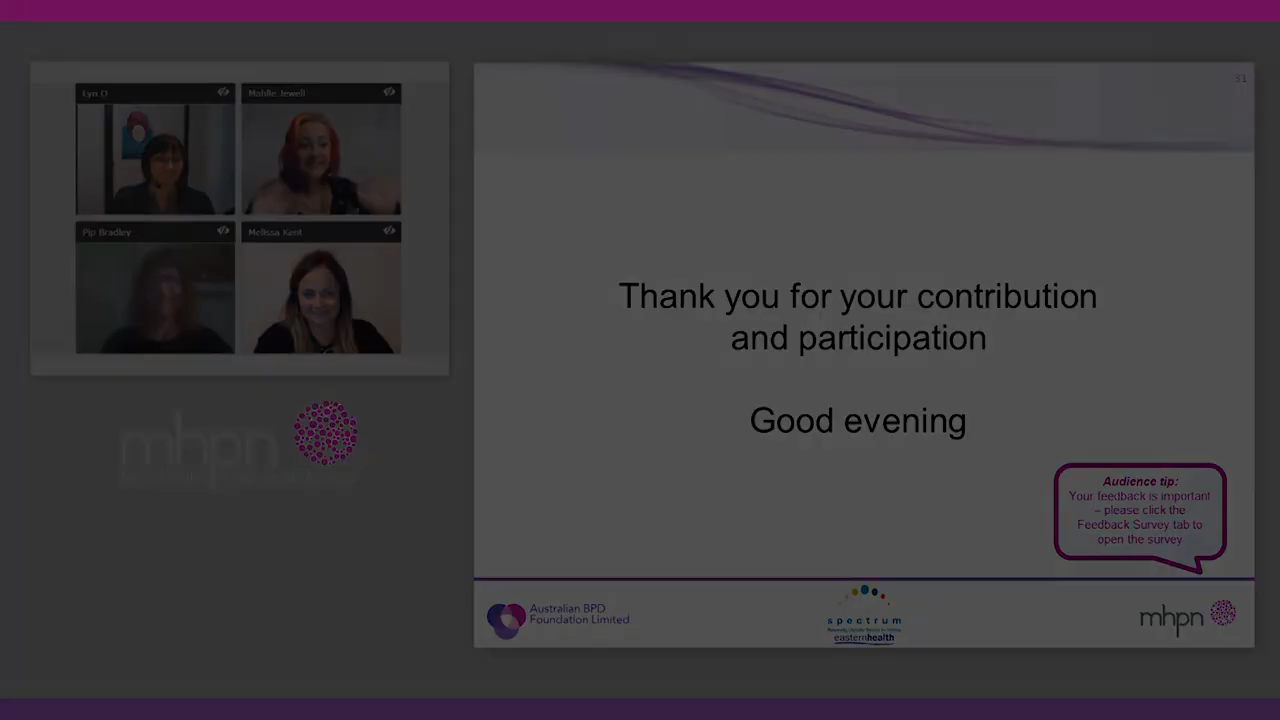 Lyn O
Mahlie Jewell
Pip Bradley
Melissa Kent
mhpn
31
Thank you for your contribution
and participation
Good evening
Audience tip:
Your feedback is important
– please click the
Feedback Survey tab to
open the survey
Australian BPD
Foundation Limited
spectrum
easternhealth
mhpn